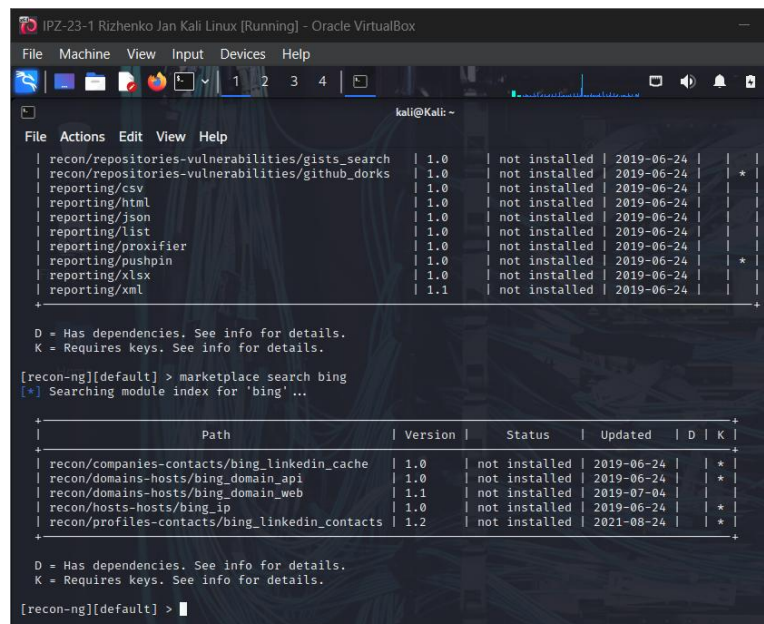 IPZ-23-1 Rizhenko Jan Kali Linux [Running] - Oracle VirtualBox
File Machine View Input Devices Help
1 2 3 4
kali@Kali: ~
File Actions Edit View Help
| recon/repositories-vulnerabilities/gists_search | 1.0 | not installed | 2019-06-24 | | |
| recon/repositories-vulnerabilities/github_dorks | 1.0 | not installed | 2019-06-24 | | * |
| reporting/csv | 1.0 | not installed | 2019-06-24 | | |
| reporting/html | 1.0 | not installed | 2019-06-24 | | |
| reporting/json | 1.0 | not installed | 2019-06-24 | | |
| reporting/list | 1.0 | not installed | 2019-06-24 | | |
| reporting/proxifier | 1.0 | not installed | 2019-06-24 | | |
| reporting/pushpin | 1.0 | not installed | 2019-06-24 | | * |
| reporting/xlsx | 1.0 | not installed | 2019-06-24 | | |
| reporting/xml | 1.1 | not installed | 2019-06-24 | | |
D = Has dependencies. See info for details.
K = Requires keys. See info for details.
[recon-ng][default] > marketplace search bing
[*] Searching module index for 'bing'...
| Path | Version | Status | Updated | D | K |
| recon/companies-contacts/bing_linkedin_cache | 1.0 | not installed | 2019-06-24 | | * |
| recon/domains-hosts/bing_domain_api | 1.0 | not installed | 2019-06-24 | | * |
| recon/domains-hosts/bing_domain_web | 1.1 | not installed | 2019-07-04 | | |
| recon/hosts-hosts/bing_ip | 1.0 | not installed | 2019-06-24 | | * |
| recon/profiles-contacts/bing_linkedin_contacts | 1.2 | not installed | 2021-08-24 | | * |
D = Has dependencies. See info for details.
K = Requires keys. See info for details.
[recon-ng][default] >